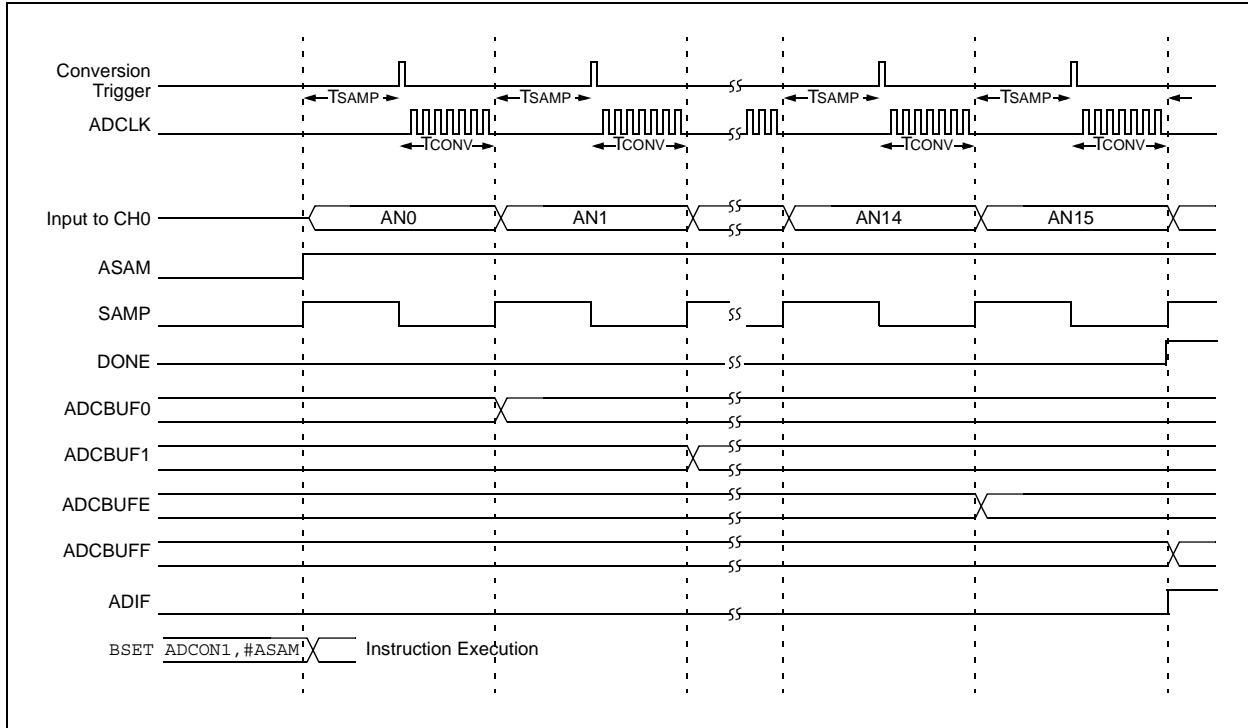 Conversion
Trigger
TSAMP TSAMP TSAMP TSAMP
ADCLK
TCONV TCONV TCONV TCONV
Input to CH0 AN0 AN1 AN14 AN15
ASAM
SAMP
DONE
ADCBUF0
ADCBUF1
ADCBUFE
ADCBUFF
ADIF
BSET ADCON1,#ASAM Instruction Execution